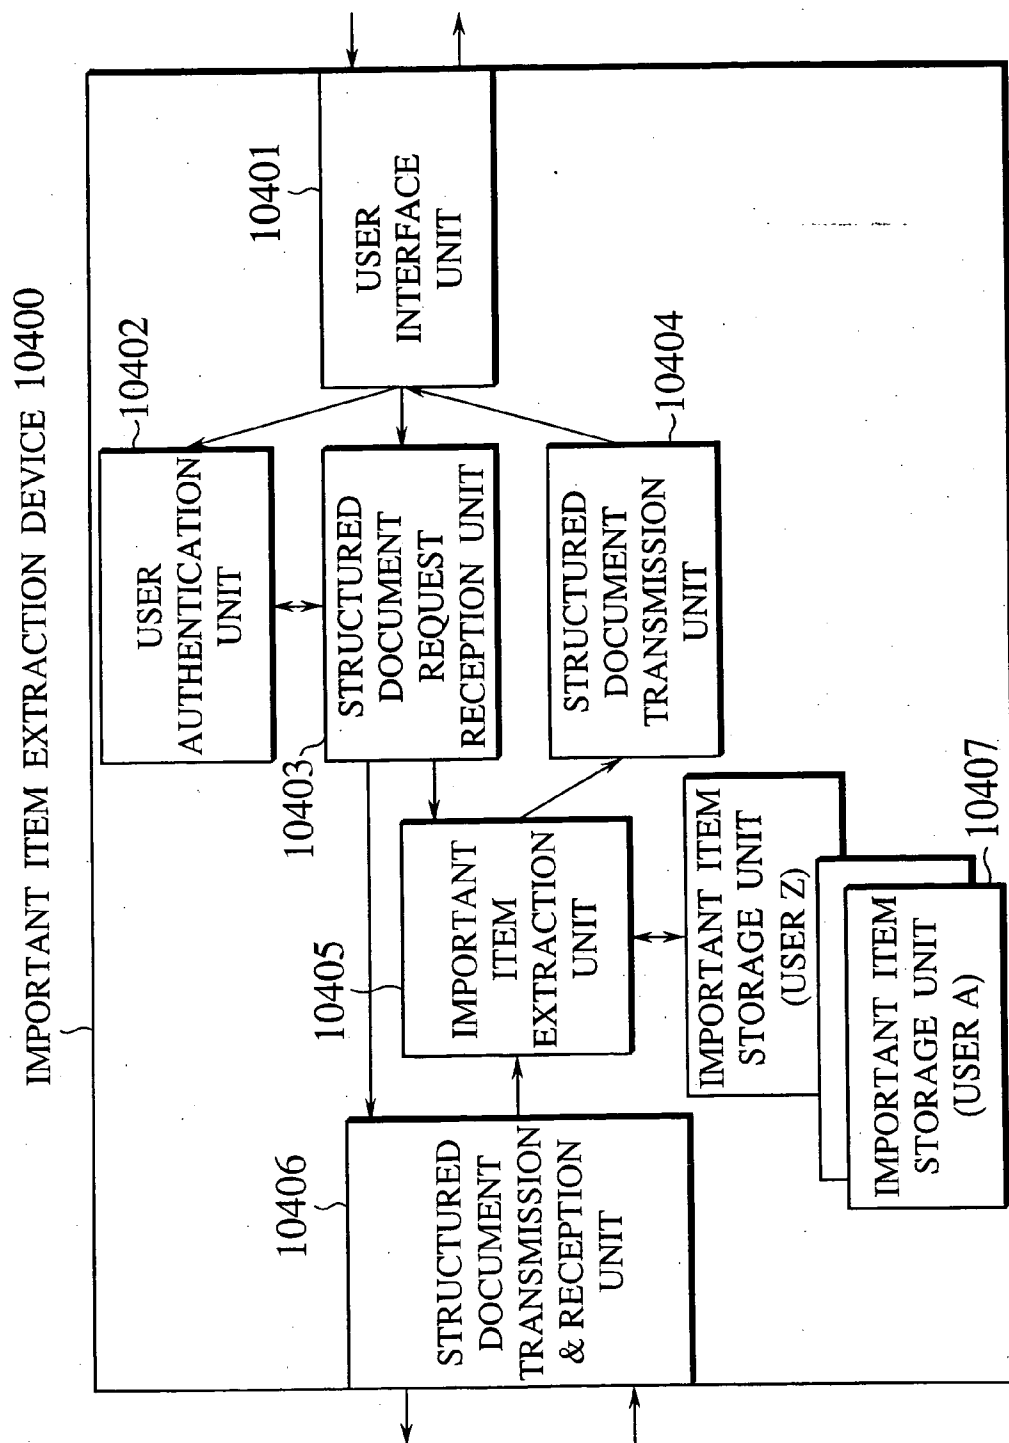 IMPORTANT ITEM EXTRACTION DEVICE 10400
10406
STRUCTURED
DOCUMENT
TRANSMISSION
& RECEPTION
UNIT
10405
IMPORTANT
ITEM
EXTRACTION
UNIT
10402
USER
AUTHENTICATION
UNIT
10403
STRUCTURED
DOCUMENT
REQUEST
RECEPTION UNIT
10404
STRUCTURED
DOCUMENT
TRANSMISSION
UNIT
10401
USER
INTERFACE
UNIT
IMPORTANT ITEM
STORAGE UNIT
(USER Z)
10407
IMPORTANT ITEM
STORAGE UNIT
(USER A)